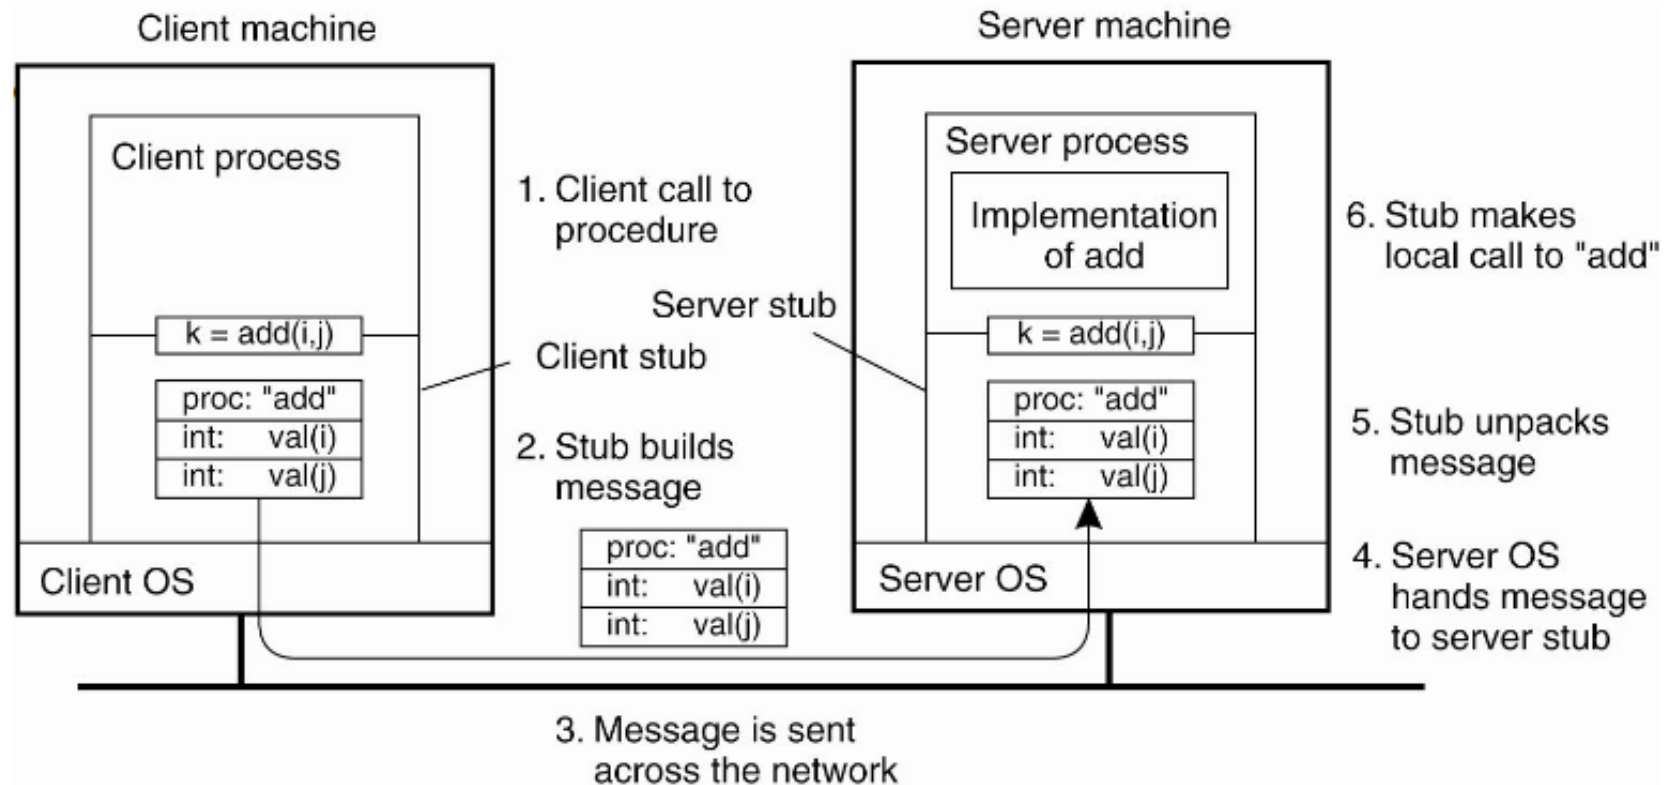 Client machine
Server machine
Client process
1. Client call to
procedure
k = add(i,j)
Client stub
proc: "add"
int: val(i)
int: val(j)
2. Stub builds
message
Client OS
proc: "add"
int: val(i)
int: val(j)
3. Message is sent
across the network
Server process
Implementation
of add
Server stub
k = add(i,j)
proc: "add"
int: val(i)
int: val(j)
Server OS
6. Stub makes
local call to "add"
5. Stub unpacks
message
4. Server OS
hands message
to server stub